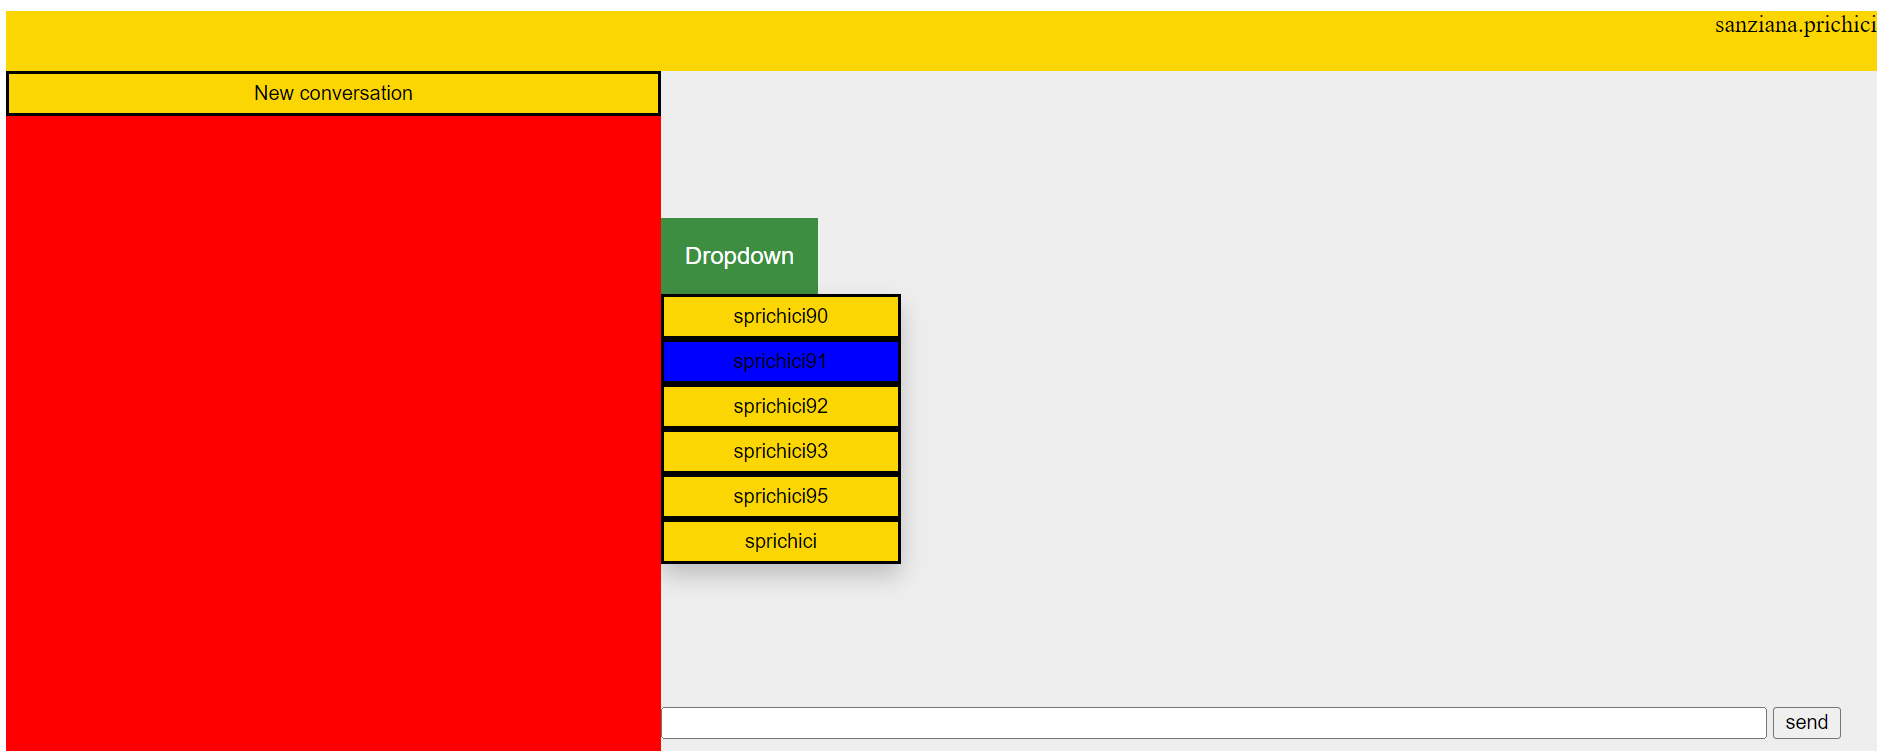 sanziana.prichici
New conversation
Dropdown
sprichici90
sprichici91
sprichici92
sprichici93
sprichici95
sprichici
send